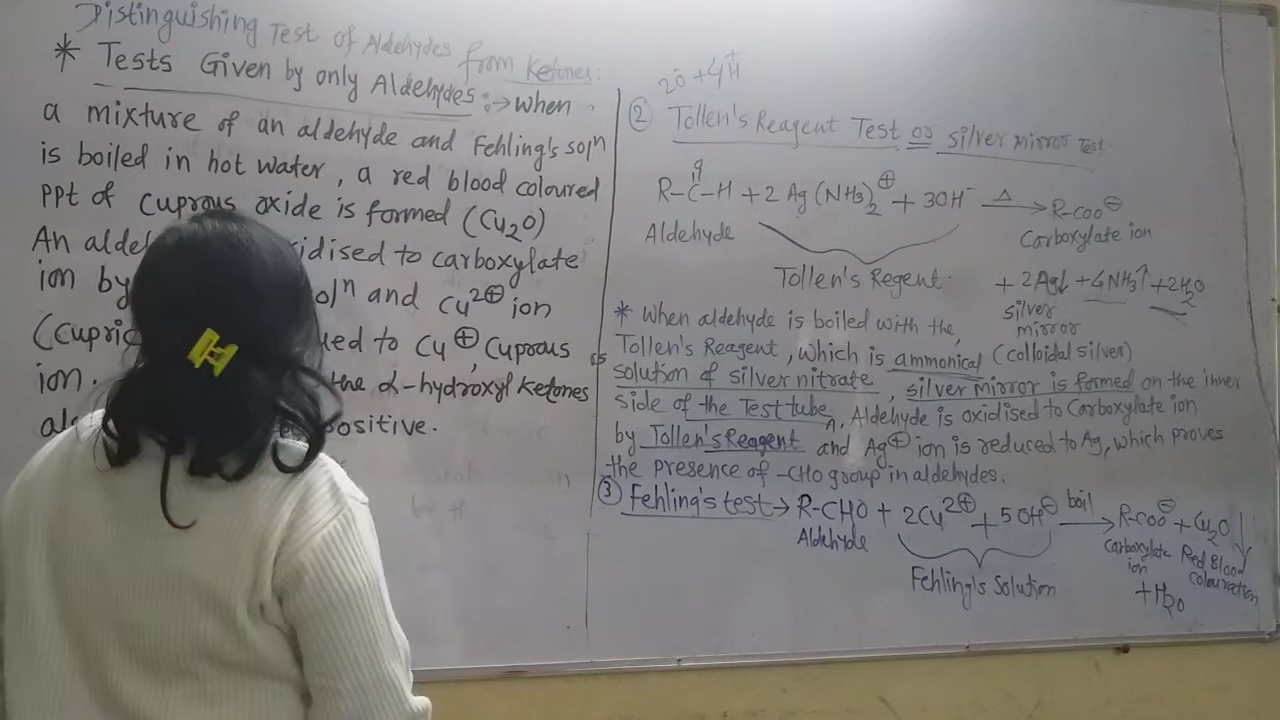 Distinguishing Test of Aldehydes from Ketones:
* Tests Given by only Aldehydes :→ when
a mixture of an aldehyde and Fehling's solⁿ
is boiled in hot water, a red blood coloured
ppt of cuprous oxide is formed (Cu₂O)
An aldeh idised to carboxylate
ion by olⁿ and Cu²⊕ ion
(cupric ced to Cu⊕, cuprous
ion. the α-hydroxyl ketones
als positive.
2O⁻ + 4H⁺
② Tollen's Reagent Test or silver mirror Test.
O
R-C-H + 2 Ag(NH₃)₂⊕ + 3OH⁻ —Δ→ R-COO⊖
Aldehyde Carboxylate ion
Tollen's Regent. + 2Ag↓ + 4NH₃↑ + 2H₂O
silver
mirror
* When aldehyde is boiled with the,
Tollen's Reagent, which is ammonical (colloidal silver)
solution of silver nitrate, silver mirror is formed on the inner
side of the Test tube. Aldehyde is oxidised to Carboxylate ion
by Tollen's Reagent and Ag⊕ ion is reduced to Ag, which proves
the presence of -CHO group in aldehydes.
③ Fehling's test → R-CHO + 2Cu²⊕ + 5OH⊖ —boil→ R-COO⊖ + Cu₂O↓
Aldehyde Carboxylate ion Red Blood colouration
Fehling's Solution + H₂O